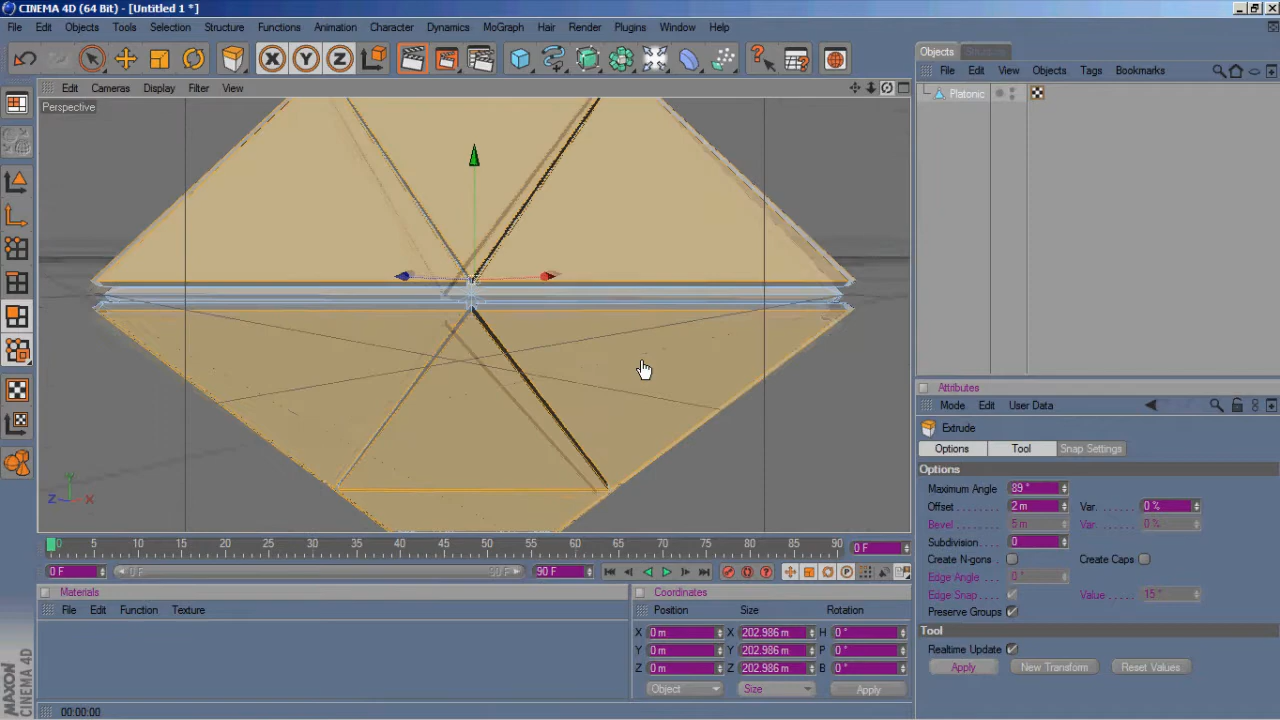 CINEMA 4D (64 Bit) - [Untitled 1 *]
File Edit Objects Tools Selection Structure Functions Animation Character Dynamics MoGraph Hair Render Plugins Window Help
Edit Cameras Display Filter View
Perspective
Y
Z X
0 5 10 15 20 25 30 35 40 45 50 55 60 65 70 75 80 85 90 0 F
0 F 0 F 90 F 90 F
Materials
File Edit Function Texture
Coordinates
Position Size Rotation
X 0 m X 202.986 m H 0 °
Y 0 m Y 202.986 m P 0 °
Z 0 m Z 202.986 m B 0 °
Object Size Apply
00:00:00
MAXON
CINEMA 4D
Objects Structure
File Edit View Objects Tags Bookmarks
Platonic
Attributes
Mode Edit User Data
Extrude
Options Tool Snap Settings
Options
Maximum Angle 89 °
Offset 2 m Var. 0 %
Bevel 5 m Var. 0 %
Subdivision 0
Create N-gons Create Caps
Edge Angle 0 °
Edge Snap Value 15 °
Preserve Groups
Tool
Realtime Update
Apply New Transform Reset Values